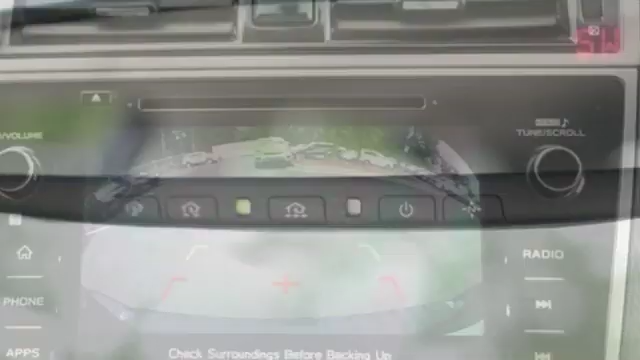 /VOLUME
TUNE/SCROLL
RADIO
PHONE
APPS
Check Surroundings Before Backing Up